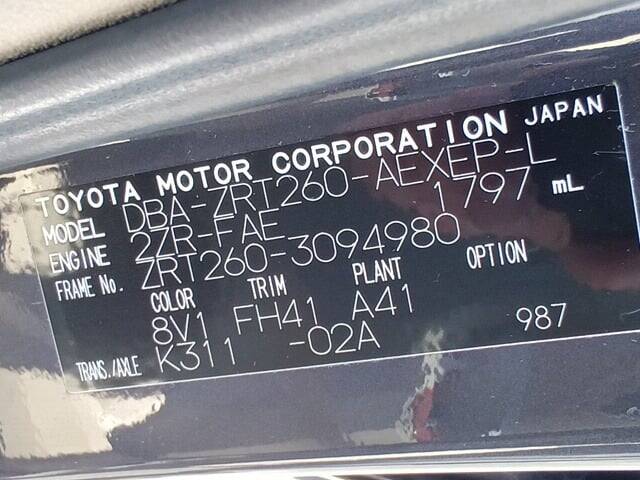 TOYOTA MOTOR CORPORATION JAPAN
MODEL DBA-ZRT260-AEXEP-L
ENGINE 2ZR-FAE 1797 mL
FRAME No. ZRT260-3094980
COLOR TRIM PLANT OPTION
8V1 FH41 A41
TRANS./AXLE K311 -02A 987